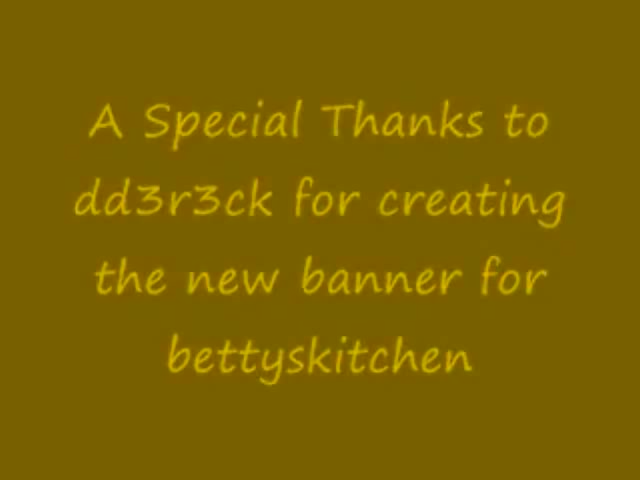 A Special Thanks to
dd3r3ck for creating
the new banner for
bettyskitchen